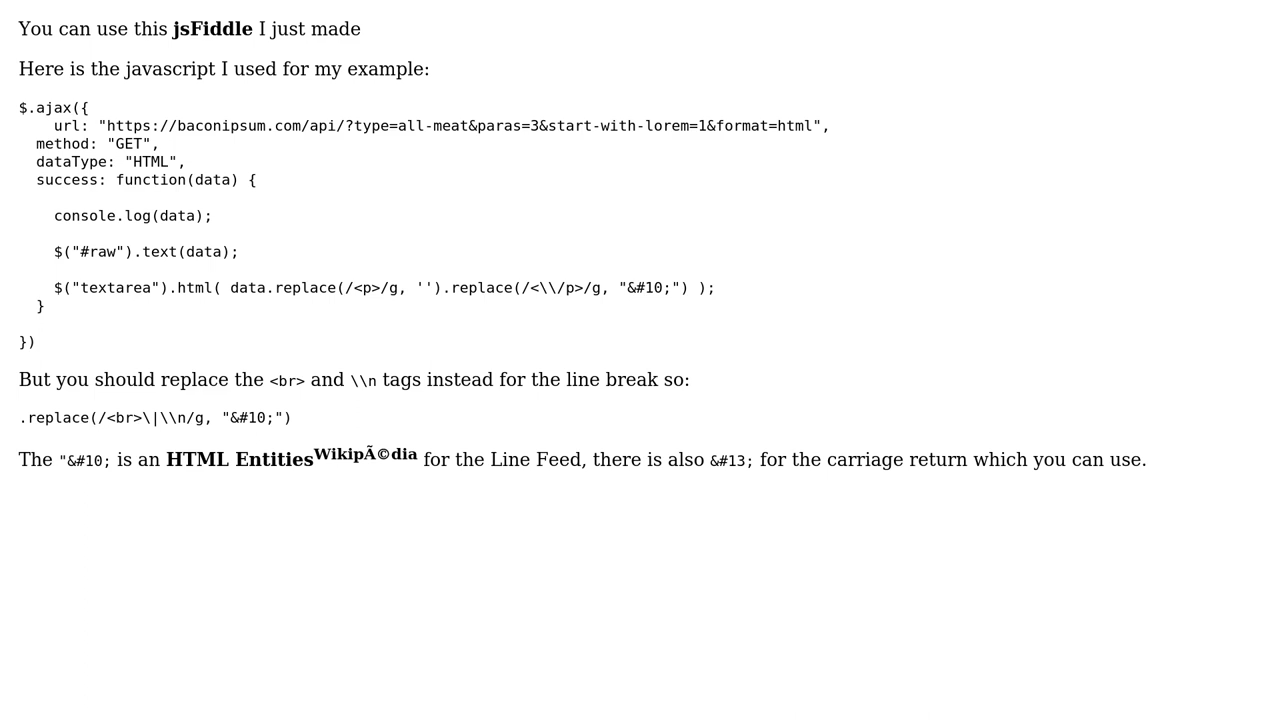 You can use this jsFiddle I just made
Here is the javascript I used for my example:
$.ajax({
    url: "https://baconipsum.com/api/?type=all-meat&paras=3&start-with-lorem=1&format=html",
  method: "GET",
  dataType: "HTML",
  success: function(data) {
    console.log(data);
    $("#raw").text(data);
    $("textarea").html( data.replace(/<p>/g, '').replace(/<\\/p>/g, "&#10;") );
  }
})
But you should replace the <br> and \\n tags instead for the line break so:
.replace(/<br>\|\\n/g, "&#10;")
The "&#10; is an HTML EntitiesWikipÃ©dia for the Line Feed, there is also &#13; for the carriage return which you can use.